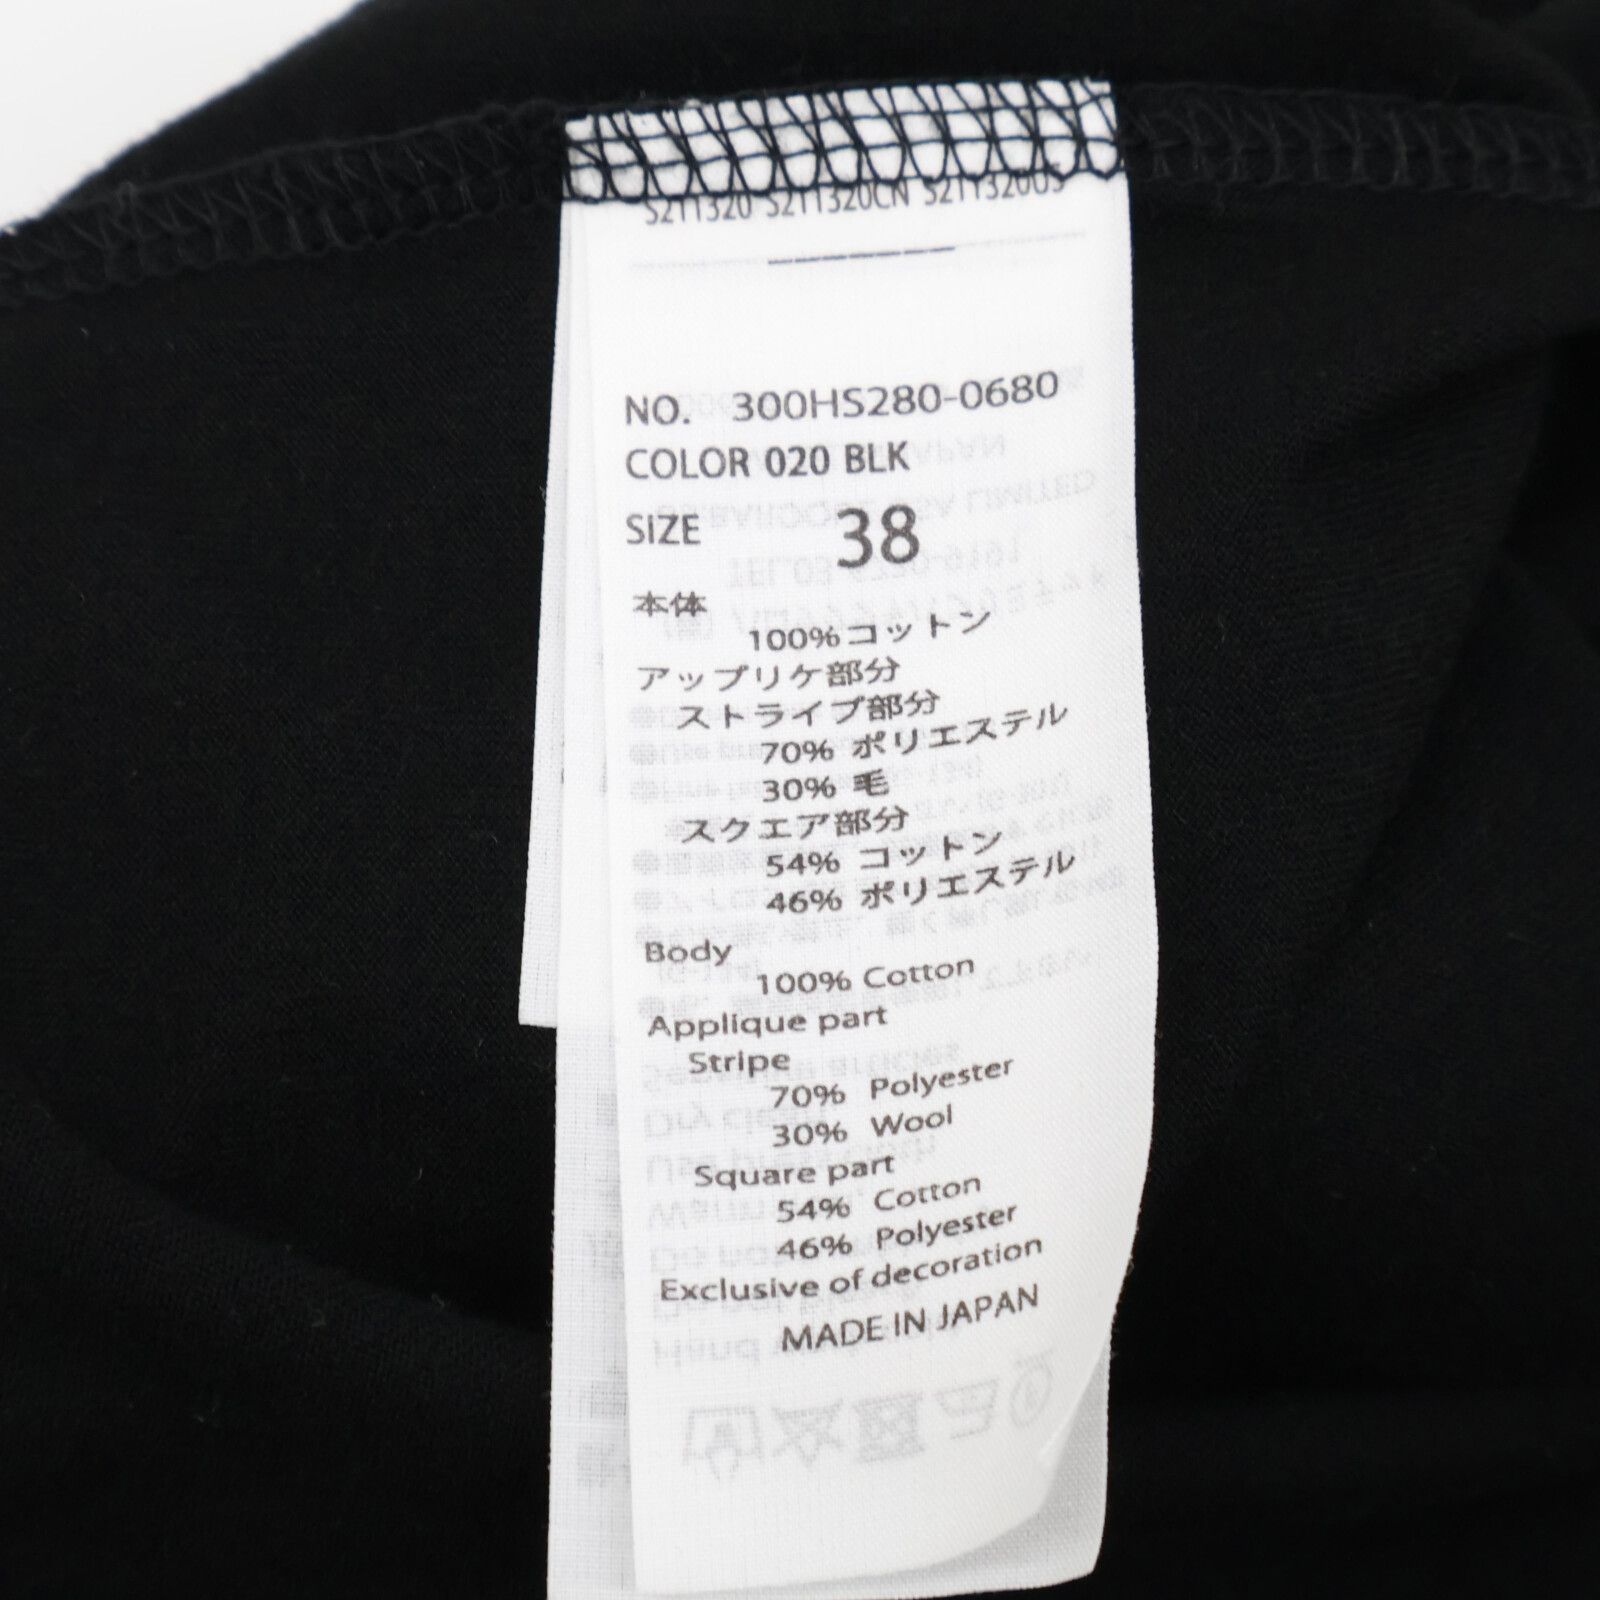 S211320 S211320CN S211320US
NO. 300HS280-0680
COLOR 020 BLK
SIZE 38
本体
100% コットン
アップリケ部分
ストライプ部分
70% ポリエステル
30% 毛
スクエア部分
54% コットン
46% ポリエステル
Body
100% Cotton
Applique part
Stripe
70% Polyester
30% Wool
Square part
54% Cotton
46% Polyester
Exclusive of decoration
MADE IN JAPAN